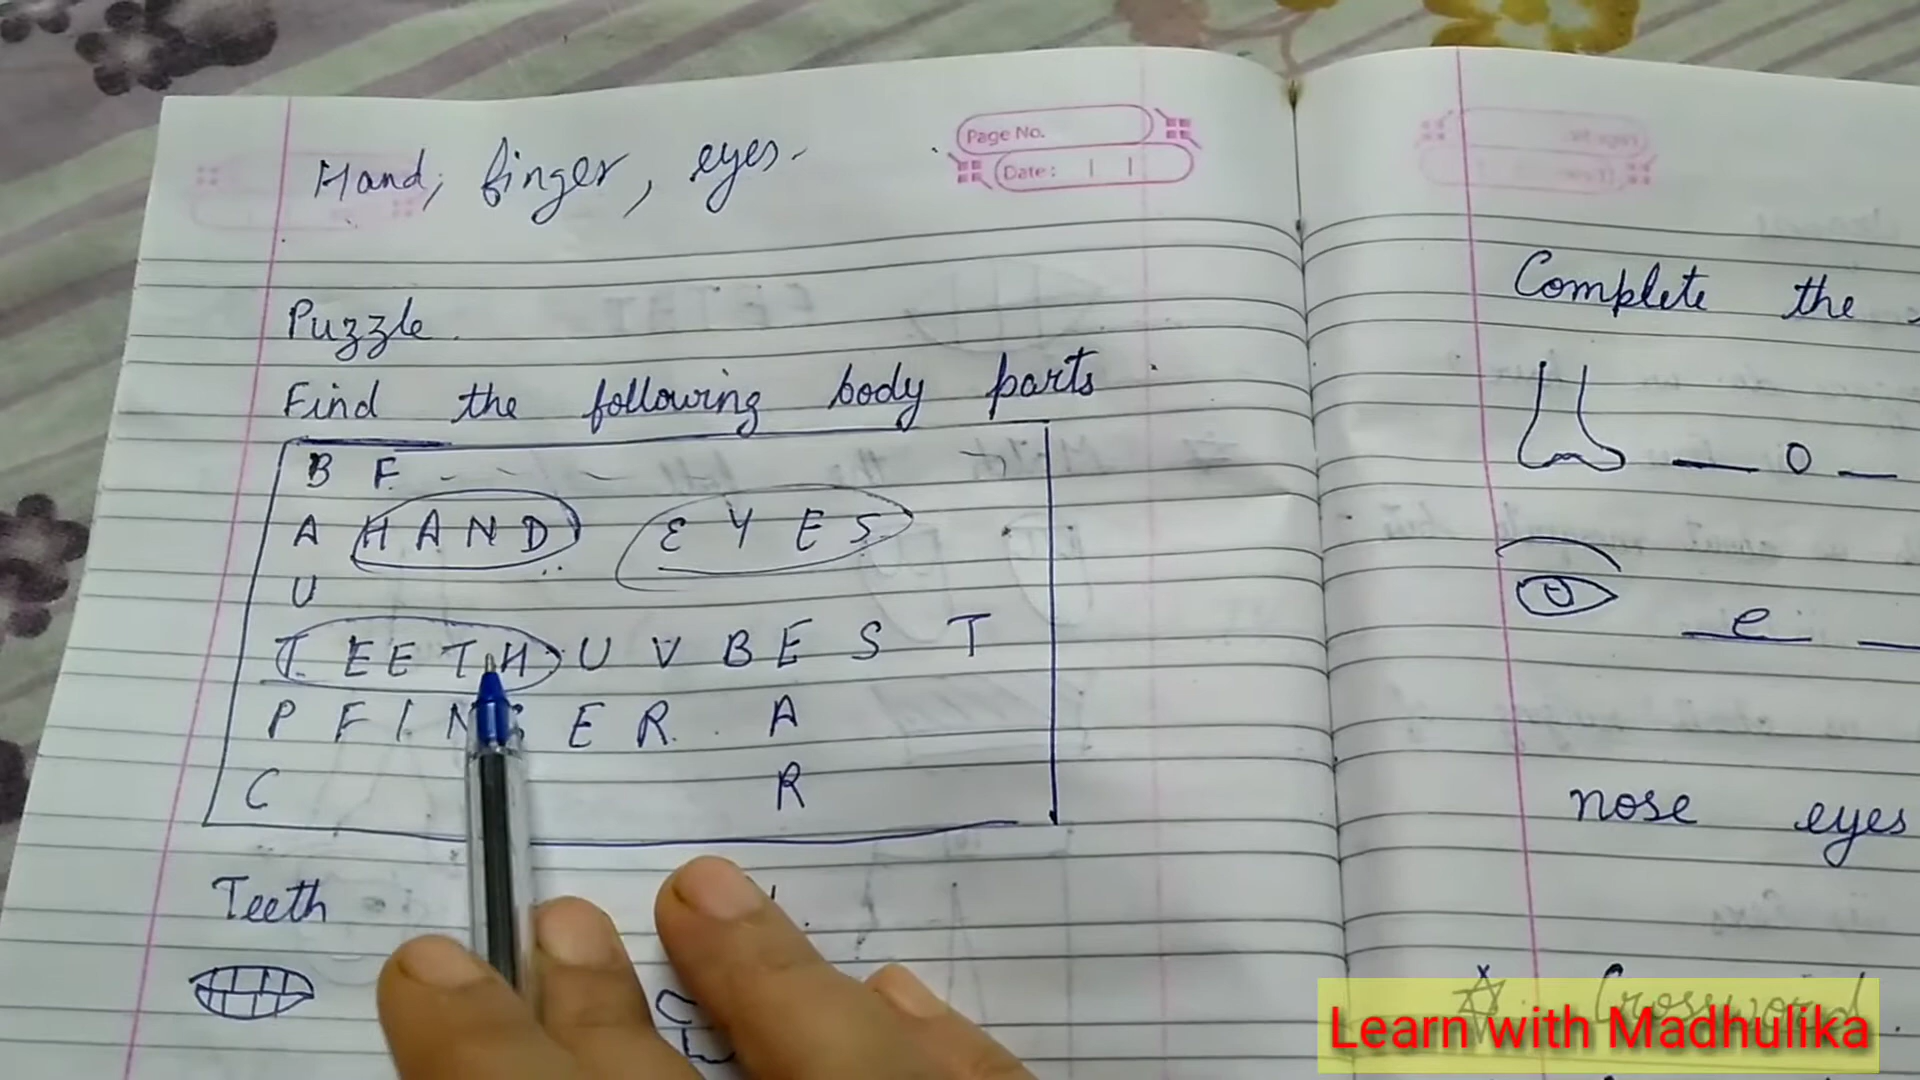 Hand, finger, eyes.
Page No.
Date:
Puzzle.
Find the following body parts
B F
A H A N D E Y E S
U
T E E T H U V B E S T
P F I N G E R A
C R
Teeth
Complete the
o
e
nose eyes
Crossword
Learn with Madhulika